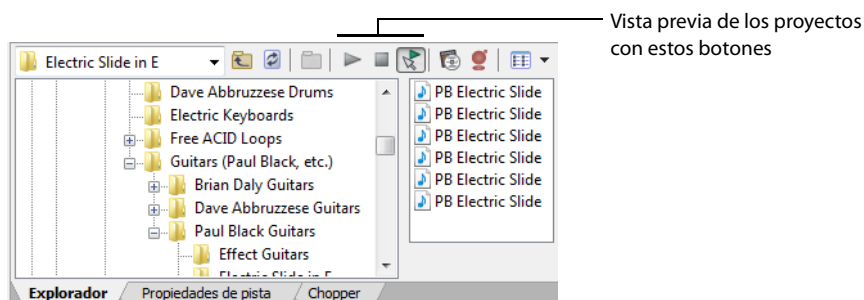 Vista previa de los proyectos
con estos botones
Electric Slide in E
Dave Abbruzzese Drums
Electric Keyboards
Free ACID Loops
Guitars (Paul Black, etc.)
Brian Daly Guitars
Dave Abbruzzese Guitars
Paul Black Guitars
Effect Guitars
Electric Slide in E
PB Electric Slide
PB Electric Slide
PB Electric Slide
PB Electric Slide
PB Electric Slide
PB Electric Slide
Explorador
Propiedades de pista
Chopper